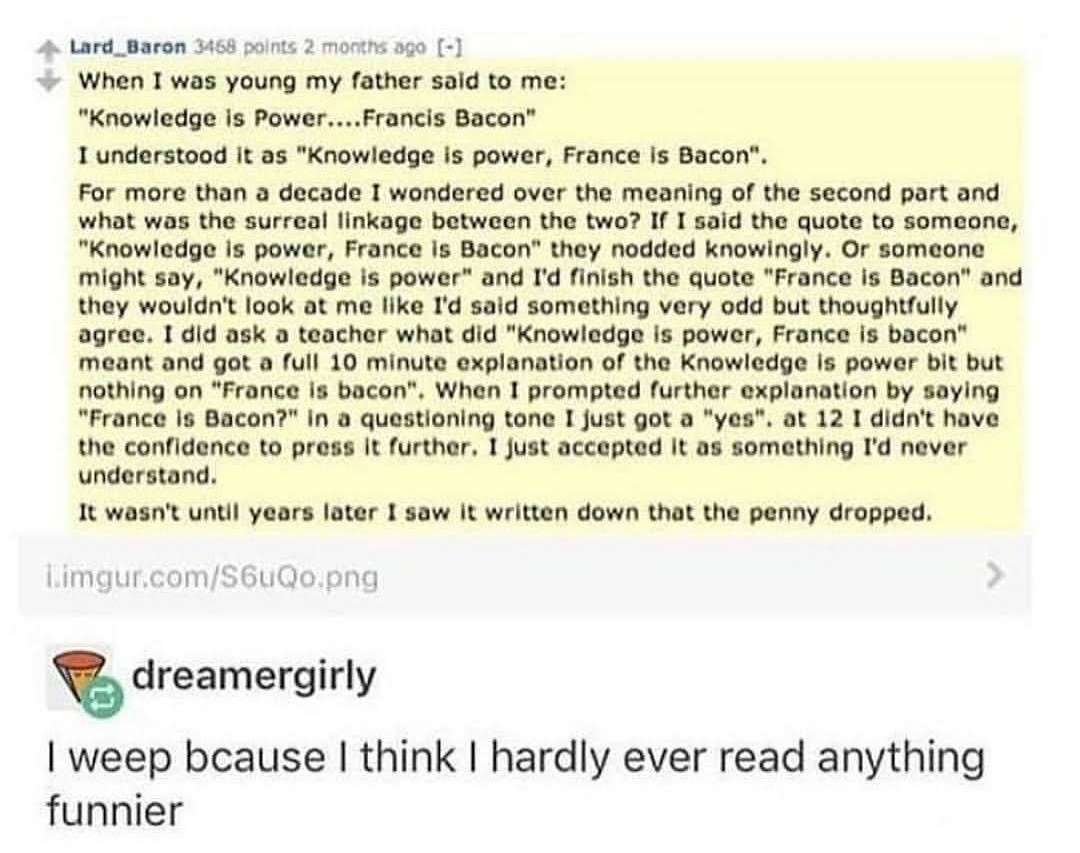 Lard_Baron 3468 points 2 months ago [-]
When I was young my father said to me:
"Knowledge is Power....Francis Bacon"
I understood it as "Knowledge is power, France is Bacon".
For more than a decade I wondered over the meaning of the second part and
what was the surreal linkage between the two? If I said the quote to someone,
"Knowledge is power, France is Bacon" they nodded knowingly. Or someone
might say, "Knowledge is power" and I'd finish the quote "France is Bacon" and
they wouldn't look at me like I'd said something very odd but thoughtfully
agree. I did ask a teacher what did "Knowledge is power, France is bacon"
meant and got a full 10 minute explanation of the Knowledge is power bit but
nothing on "France is bacon". When I prompted further explanation by saying
"France is Bacon?" in a questioning tone I just got a "yes". at 12 I didn't have
the confidence to press it further. I just accepted it as something I'd never
understand.
It wasn't until years later I saw it written down that the penny dropped.
i.imgur.com/S6uQo.png
dreamergirly
I weep bcause I think I hardly ever read anything
funnier